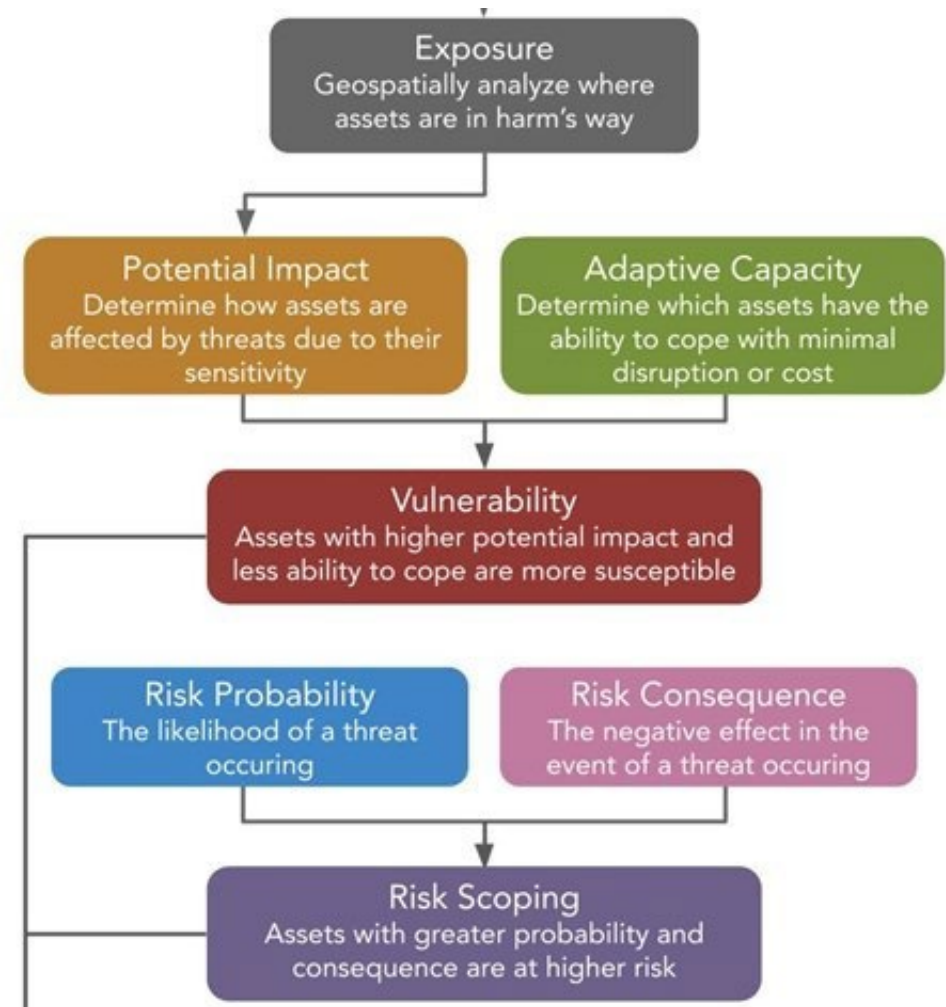 Exposure
Geospatially analyze where
assets are in harm's way
Potential Impact
Determine how assets are
affected by threats due to their
sensitivity
Adaptive Capacity
Determine which assets have the
ability to cope with minimal
disruption or cost
Vulnerability
Assets with higher potential impact and
less ability to cope are more susceptible
Risk Probability
The likelihood of a threat
occuring
Risk Consequence
The negative effect in the
event of a threat occuring
Risk Scoping
Assets with greater probability and
consequence are at higher risk